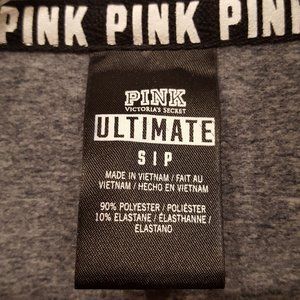 PINK PINK PINK
PINK
VICTORIA'S SECRET
ULTIMATE
S I P
MADE IN VIETNAM / FAIT AU
VIETNAM / HECHO EN VIETNAM
90% POLYESTER / POLIÉSTER
10% ELASTANE / ÉLASTHANNE /
ELASTANO